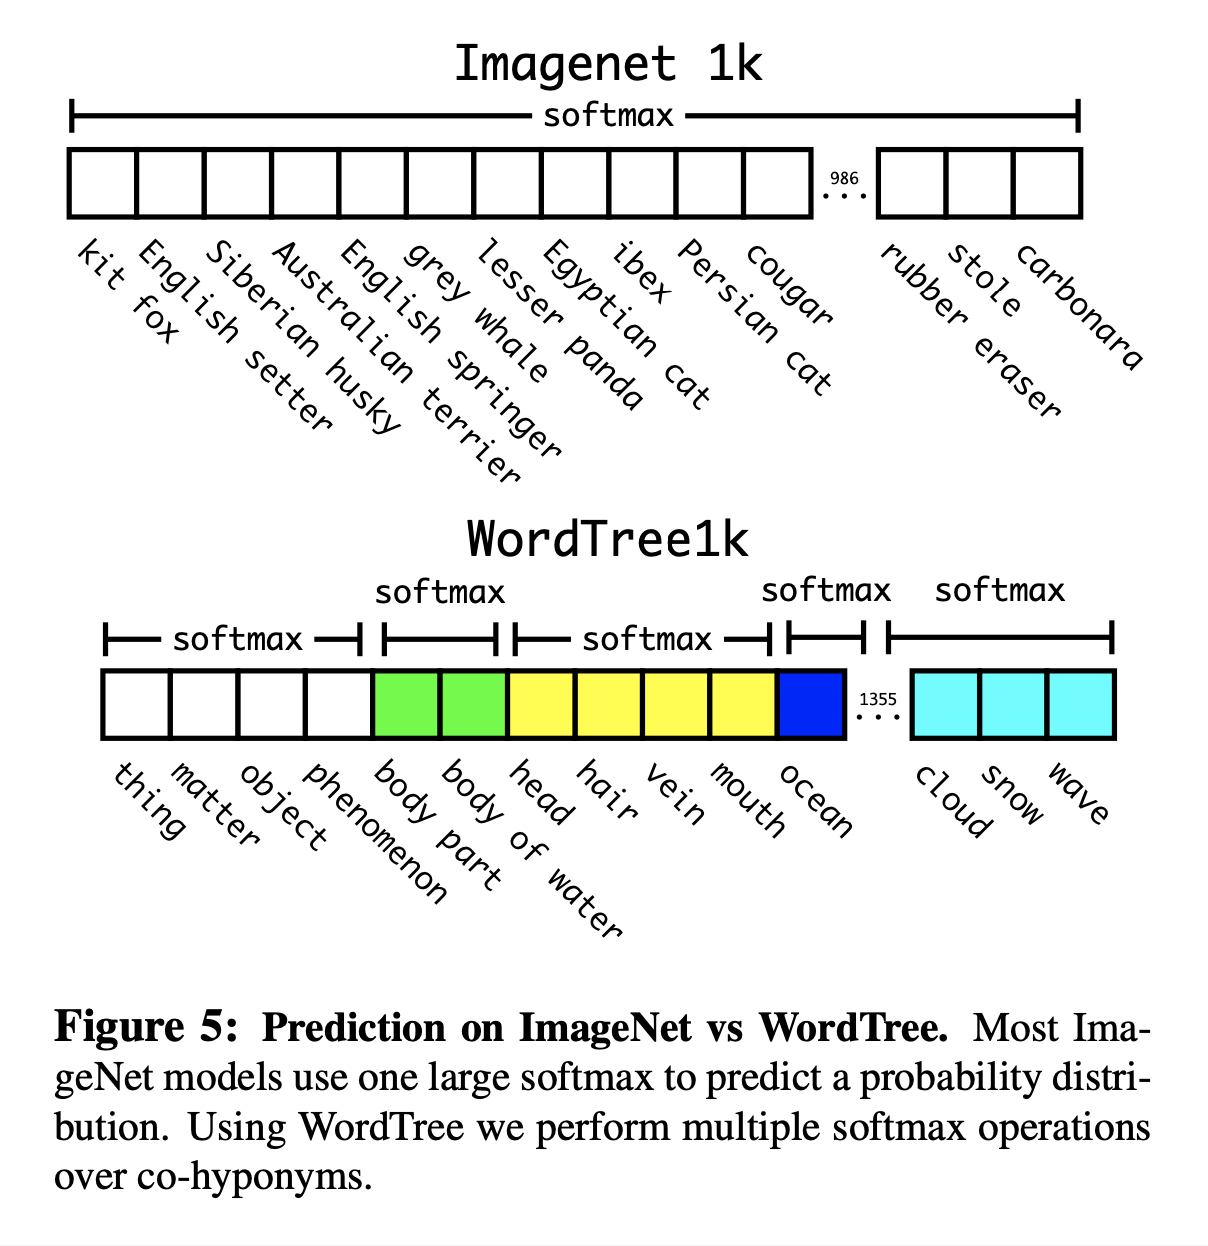 Imagenet 1k
softmax
986
...
kit fox
English setter
Siberian husky
Australian terrier
English springer
grey whale
lesser panda
Egyptian cat
ibex
Persian cat
cougar
rubber eraser
stole
carbonara
WordTree1k
softmax
softmax
softmax
softmax
softmax
1355
...
thing
matter
object
phenomenon
body part
body of water
head
hair
vein
mouth
ocean
cloud
snow
wave
Figure 5: Prediction on ImageNet vs WordTree. Most Ima-
geNet models use one large softmax to predict a probability distri-
bution. Using WordTree we perform multiple softmax operations
over co-hyponyms.